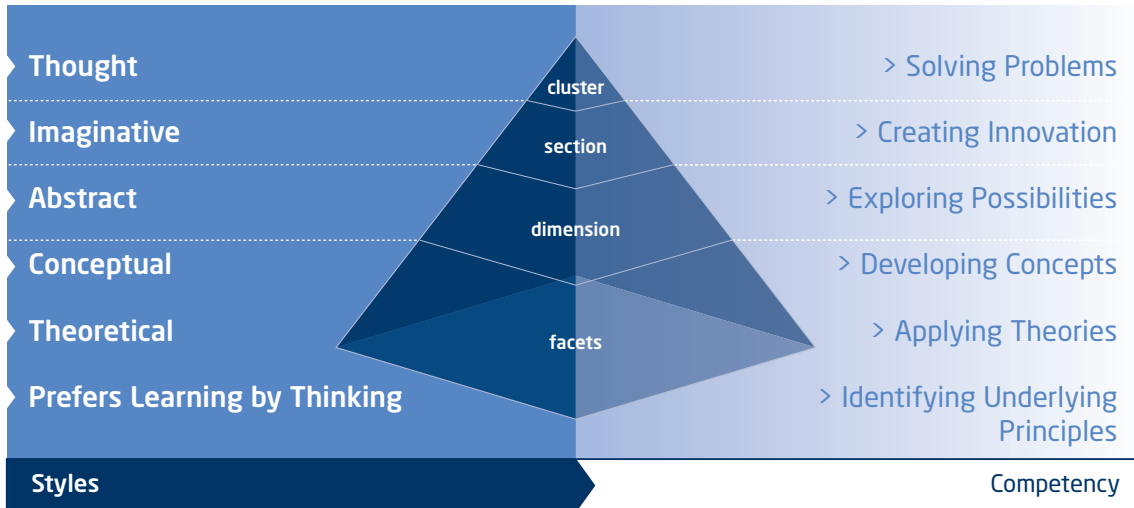 Thought
cluster
> Solving Problems
Imaginative
section
> Creating Innovation
Abstract
dimension
> Exploring Possibilities
Conceptual
> Developing Concepts
Theoretical
facets
> Applying Theories
Prefers Learning by Thinking
> Identifying Underlying
Principles
Styles
Competency